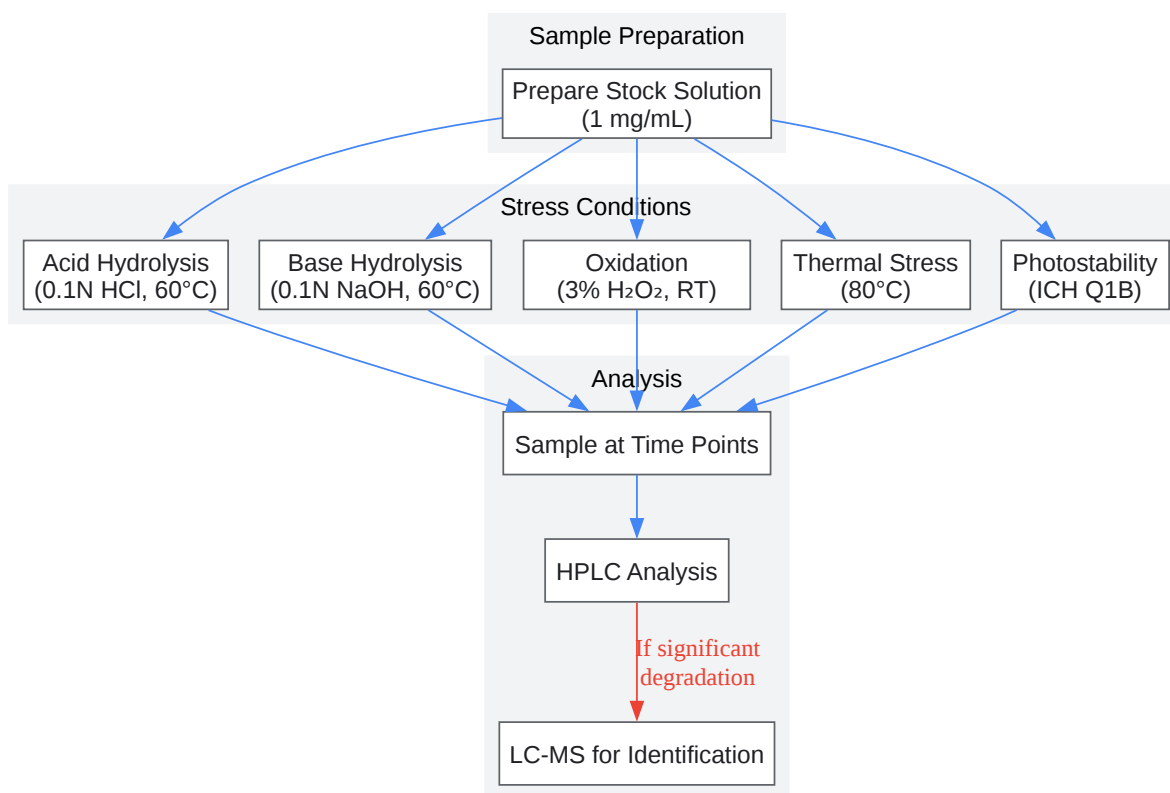 Sample Preparation
Prepare Stock Solution
(1 mg/mL)
Stress Conditions
Acid Hydrolysis
(0.1N HCl, 60°C)
Base Hydrolysis
(0.1N NaOH, 60°C)
Oxidation
(3% H₂O₂, RT)
Thermal Stress
(80°C)
Photostability
(ICH Q1B)
Analysis
Sample at Time Points
HPLC Analysis
If significant
degradation
LC-MS for Identification